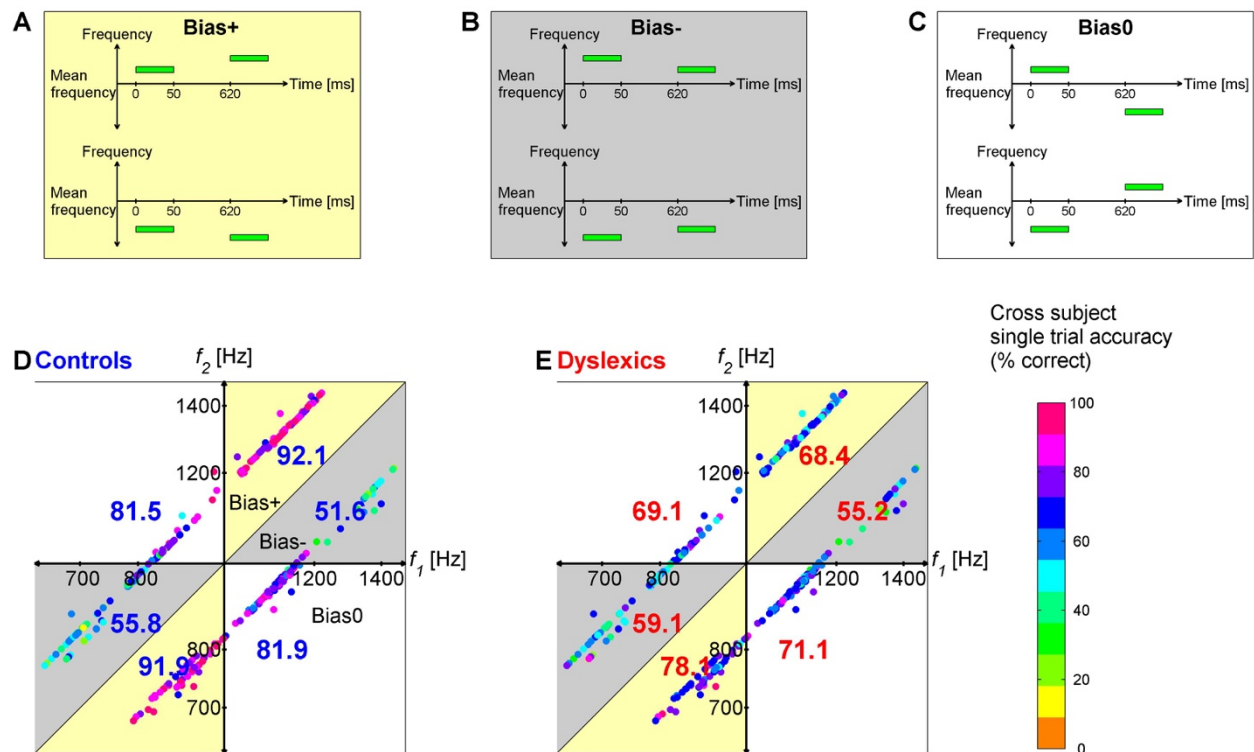 A
Bias+
Frequency
Mean
frequency
Time [ms]
0
50
620
Frequency
Mean
frequency
Time [ms]
0
50
620
B
Bias-
Frequency
Mean
frequency
Time [ms]
0
50
620
Frequency
Mean
frequency
Time [ms]
0
50
620
C
Bias0
Frequency
Mean
frequency
Time [ms]
0
50
620
Frequency
Mean
frequency
Time [ms]
0
50
620
D Controls
f2 [Hz]
1400
92.1
1200
81.5
Bias+
51.6
Bias-
700
800
1200
1400
f1 [Hz]
55.8
Bias0
800
81.9
91.9
700
E Dyslexics
f2 [Hz]
1400
68.4
1200
69.1
55.2
700
800
1200
1400
f1 [Hz]
59.1
800
71.1
78.1
700
Cross subject
single trial accuracy
(% correct)
100
80
60
40
20
0